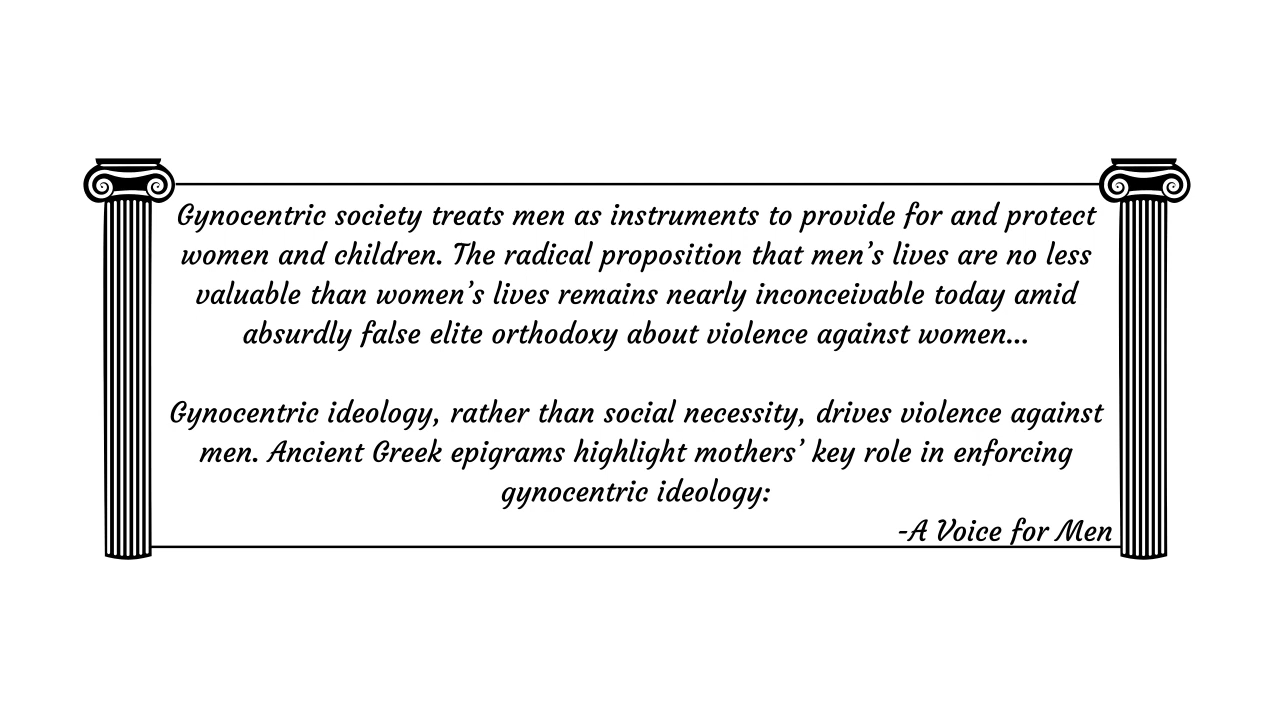 Gynocentric society treats men as instruments to provide for and protect
women and children. The radical proposition that men’s lives are no less
valuable than women’s lives remains nearly inconceivable today amid
absurdly false elite orthodoxy about violence against women...
Gynocentric ideology, rather than social necessity, drives violence against
men. Ancient Greek epigrams highlight mothers’ key role in enforcing
gynocentric ideology:
-A Voice for Men